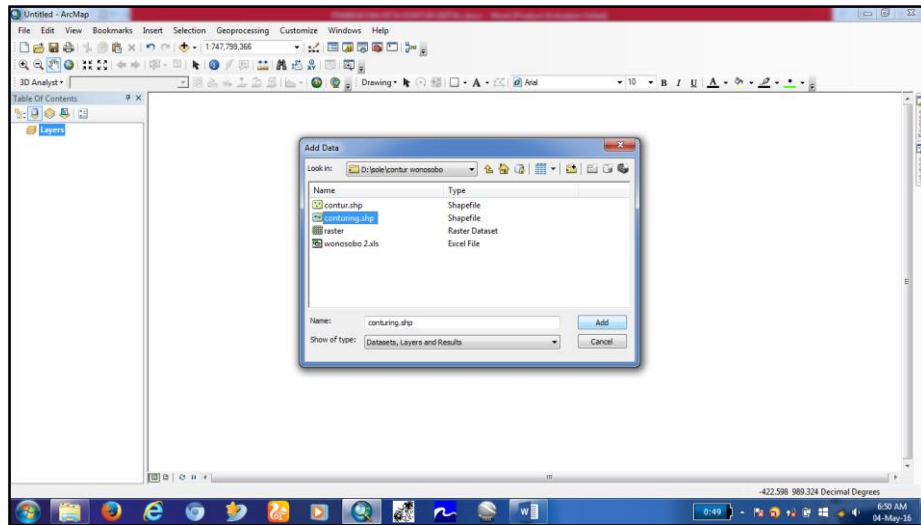 Untitled - ArcMap
File Edit View Bookmarks Insert Selection Geoprocessing Customize Windows Help
1:747,799,366
3D Analyst Drawing A Arial 10 B I U A
Table Of Contents
Layers
Add Data
Look in: D:\sole\contur wonosobo
Name Type
contur.shp Shapefile
conturing.shp Shapefile
raster Raster Dataset
wonosobo 2.xls Excel File
Name: conturing.shp Add
Show of type: Datasets, Layers and Results Cancel
-422.598 989.324 Decimal Degrees
0:49 6:50 AM
04-May-16